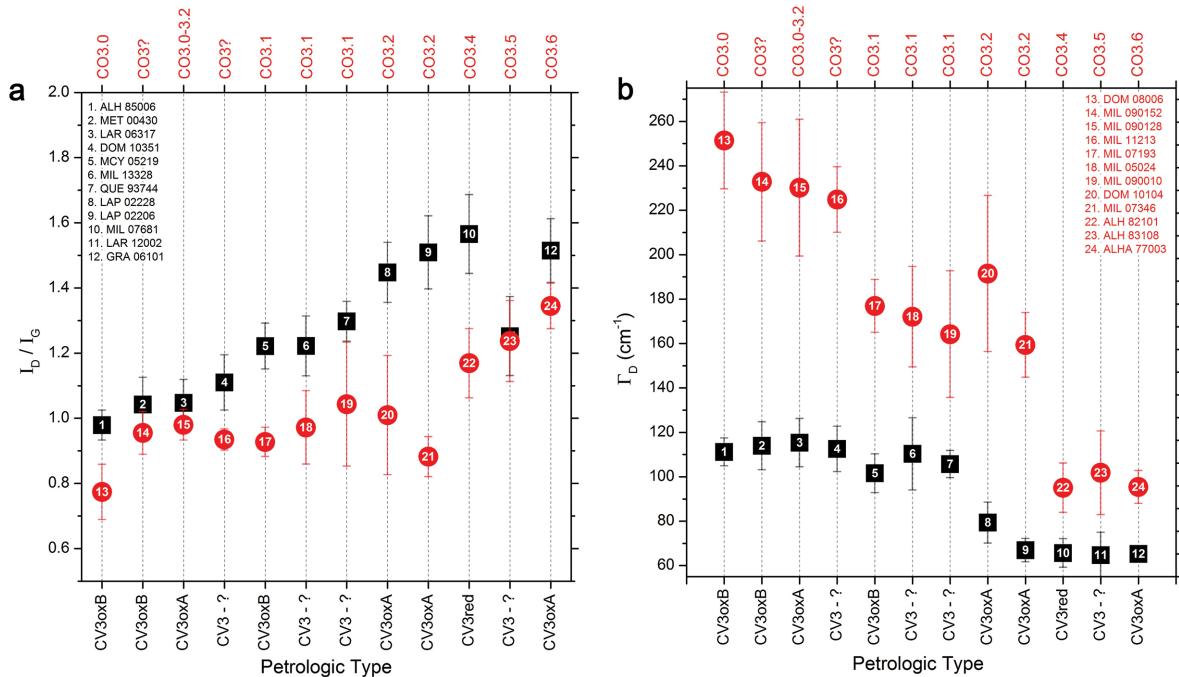 CO3.0 CO3? CO3.0-3.2 CO3? CO3.1 CO3.1 CO3.1 CO3.2 CO3.2 CO3.4 CO3.5 CO3.6
a
2.0
1.8
1.6
1.4
1.2
1.0
0.8
0.6
I_D / I_G
1. ALH 85006
2. MET 00430
3. LAR 06317
4. DOM 10351
5. MCY 05219
6. MIL 13328
7. QUE 93744
8. LAP 02228
9. LAP 02206
10. MIL 07681
11. LAR 12002
12. GRA 06101
1 2 3 4 5 6 7 8 9 10 12
13 14 15 16 17 18 19 20 21 22 23 24
CV3oxB CV3oxB CV3oxA CV3 - ? CV3oxB CV3 - ? CV3 - ? CV3oxA CV3oxA CV3red CV3 - ? CV3oxA
Petrologic Type
CO3.0 CO3? CO3.0-3.2 CO3? CO3.1 CO3.1 CO3.1 CO3.2 CO3.2 CO3.4 CO3.5 CO3.6
b
260
240
220
200
180
160
140
120
100
80
60
Γ_D (cm⁻¹)
13. DOM 08006
14. MIL 090152
15. MIL 090128
16. MIL 11213
17. MIL 07193
18. MIL 05024
19. MIL 090010
20. DOM 10104
21. MIL 07346
22. ALH 82101
23. ALH 83108
24. ALHA 77003
13 14 15 16 17 18 19 20 21 22 23 24
1 2 3 4 5 6 7 8 9 10 11 12
CV3oxB CV3oxB CV3oxA CV3 - ? CV3oxB CV3 - ? CV3 - ? CV3oxA CV3oxA CV3red CV3 - ? CV3oxA
Petrologic Type